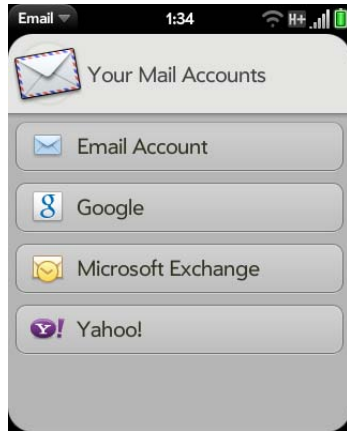 Email 1:34 H+
Your Mail Accounts
Email Account
8 Google
Microsoft Exchange
Y! Yahoo!